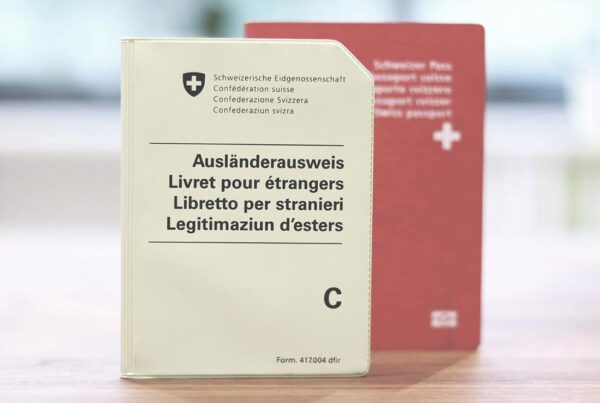 Schweizerische Eidgenossenschaft
Confédération suisse
Confederazione Svizzera
Confederaziun svizra
Ausländerausweis
Livret pour étrangers
Libretto per stranieri
Legitimaziun d'esters
C
Form. 417.004 dfir
Schweizer Pass
passeport suisse
svizzero
svizzer
Swiss passport